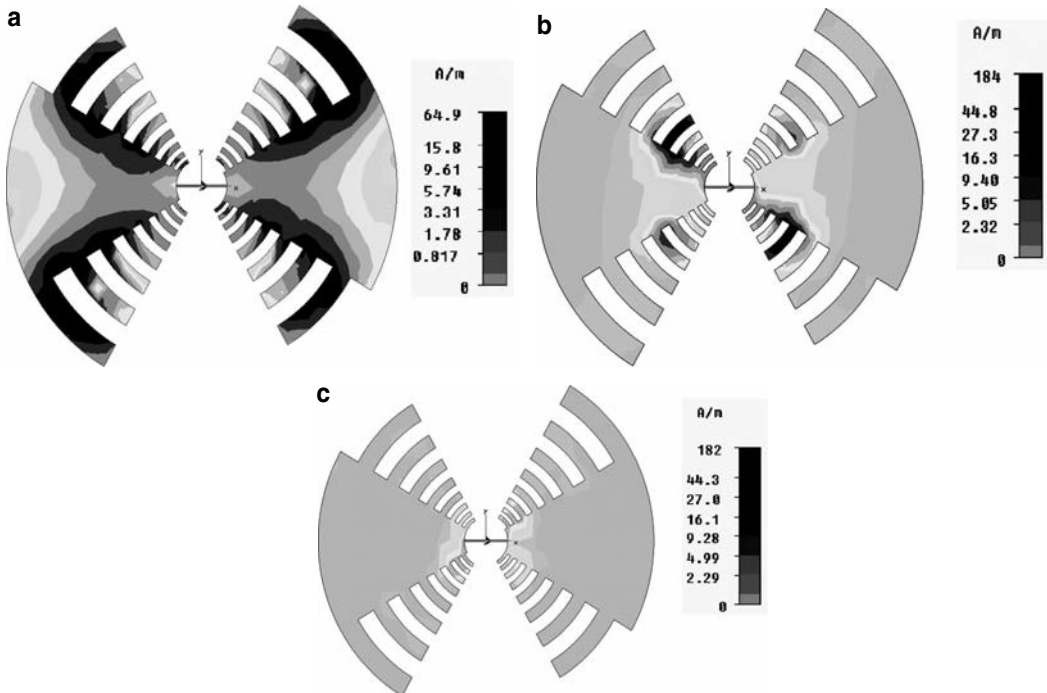 a
A/m
64.9
15.8
9.61
5.74
3.31
1.78
0.817
0
y
x
b
A/m
184
44.8
27.3
16.3
9.40
5.05
2.32
0
y
x
c
A/m
182
44.3
27.0
16.1
9.28
4.99
2.29
0
y
x